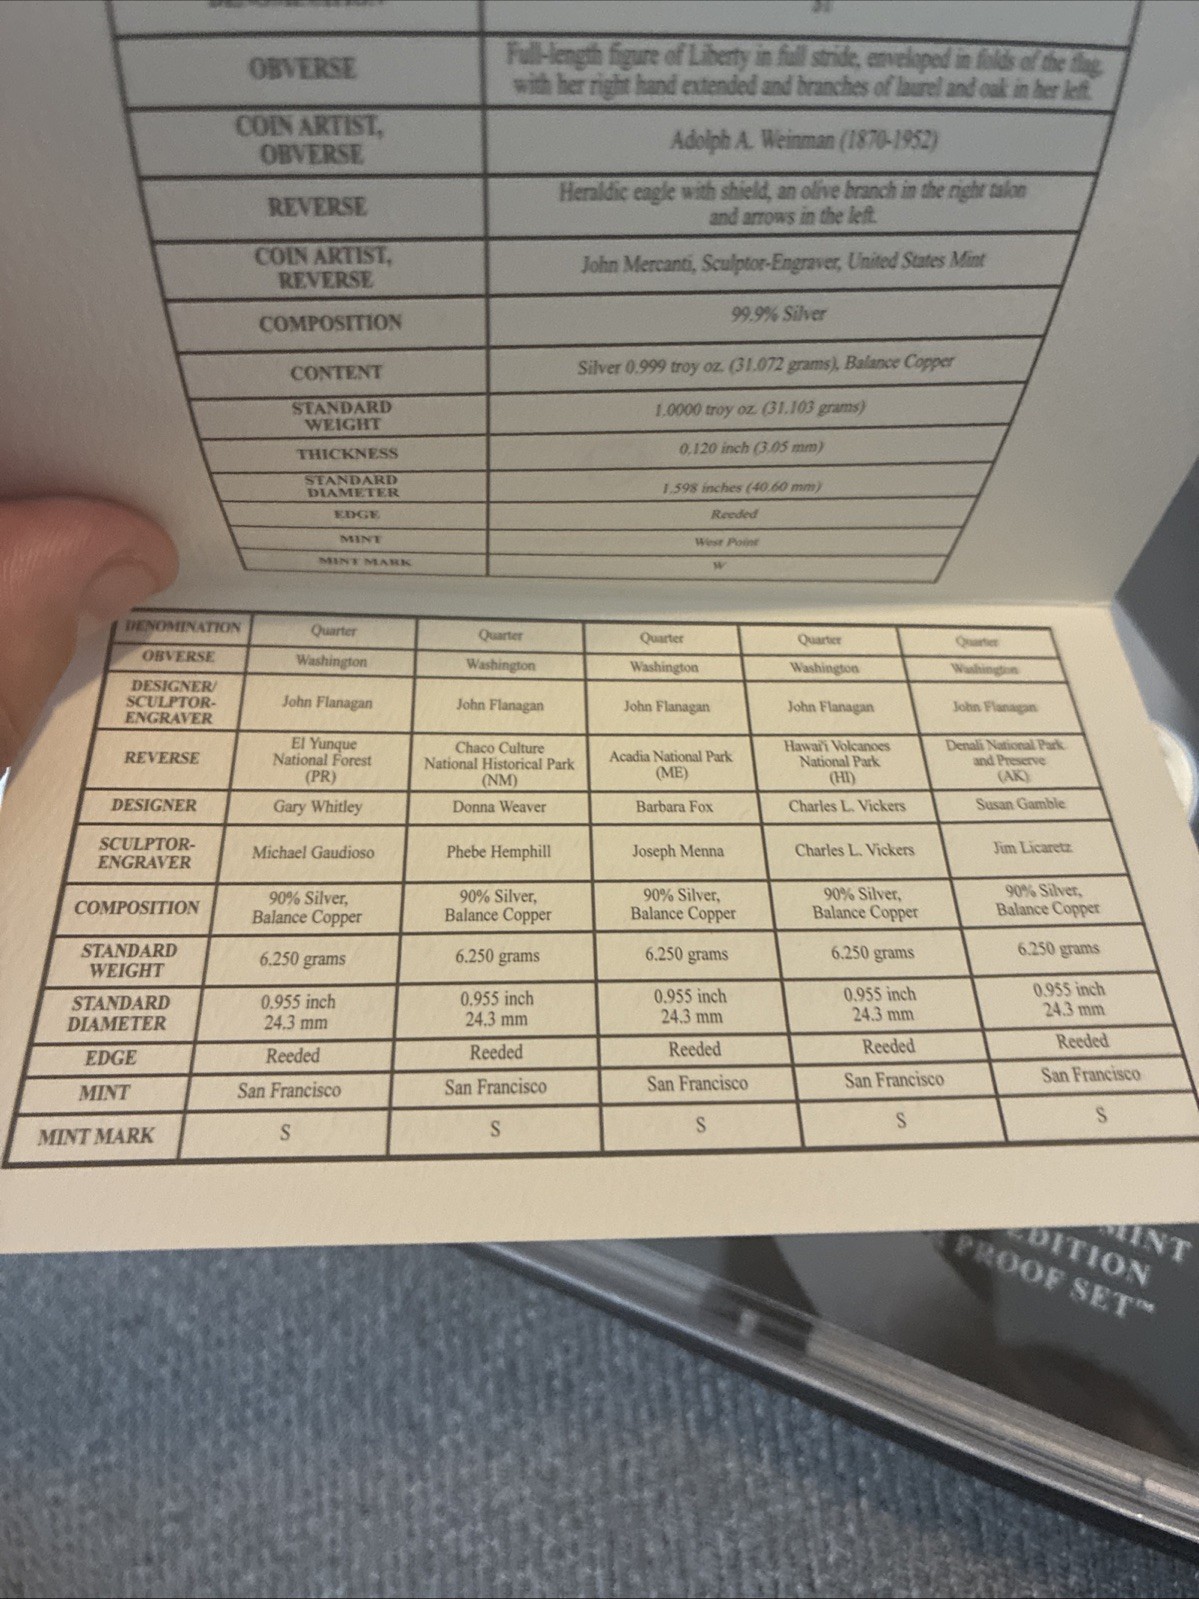 DENOMINATION $1
OBVERSE Full-length figure of Liberty in full stride, enveloped in folds of the flag,
with her right hand extended and branches of laurel and oak in her left.
COIN ARTIST,
OBVERSE Adolph A. Weinman (1870-1952)
REVERSE Heraldic eagle with shield, an olive branch in the right talon
and arrows in the left.
COIN ARTIST,
REVERSE John Mercanti, Sculptor-Engraver, United States Mint
COMPOSITION 99.9% Silver
CONTENT Silver 0.999 troy oz. (31.072 grams), Balance Copper
STANDARD
WEIGHT 1.0000 troy oz. (31.103 grams)
THICKNESS 0.120 inch (3.05 mm)
STANDARD
DIAMETER 1.598 inches (40.60 mm)
EDGE Reeded
MINT West Point
MINT MARK W
DENOMINATION Quarter Quarter Quarter Quarter Quarter
OBVERSE Washington Washington Washington Washington Washington
DESIGNER/
SCULPTOR-
ENGRAVER John Flanagan John Flanagan John Flanagan John Flanagan John Flanagan
REVERSE El Yunque
National Forest
(PR) Chaco Culture
National Historical Park
(NM) Acadia National Park
(ME) Hawai'i Volcanoes
National Park
(HI) Denali National Park
and Preserve
(AK)
DESIGNER Gary Whitley Donna Weaver Barbara Fox Charles L. Vickers Susan Gamble
SCULPTOR-
ENGRAVER Michael Gaudioso Phebe Hemphill Joseph Menna Charles L. Vickers Jim Licaretz
COMPOSITION 90% Silver,
Balance Copper 90% Silver,
Balance Copper 90% Silver,
Balance Copper 90% Silver,
Balance Copper 90% Silver,
Balance Copper
STANDARD
WEIGHT 6.250 grams 6.250 grams 6.250 grams 6.250 grams 6.250 grams
STANDARD
DIAMETER 0.955 inch
24.3 mm 0.955 inch
24.3 mm 0.955 inch
24.3 mm 0.955 inch
24.3 mm 0.955 inch
24.3 mm
EDGE Reeded Reeded Reeded Reeded Reeded
MINT San Francisco San Francisco San Francisco San Francisco San Francisco
MINT MARK S S S S S
MINT
EDITION
PROOF SET™